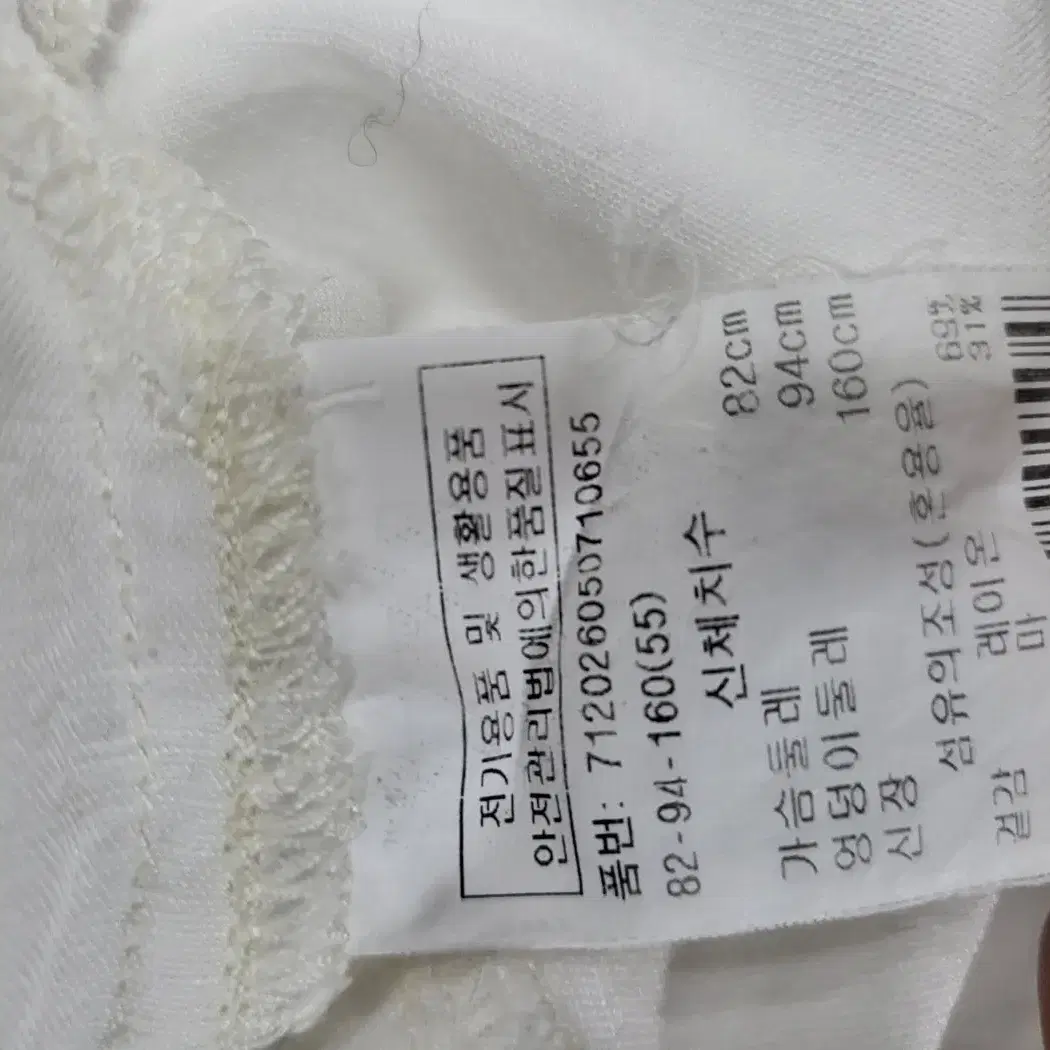 전기용품 및 생활용품
안전관리법에의한품질표시
품번: 712026050710655
82-94-160(55)
신체치수
가슴둘레 82cm
엉덩이둘레 94cm
신장 160cm
섬유의조성(혼용율)
겉감 레이온 69%
마 31%